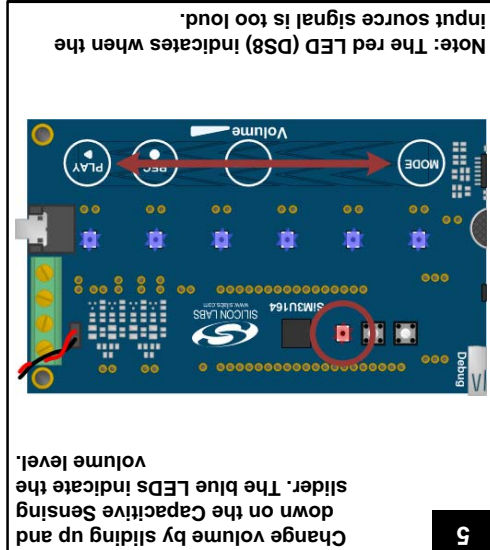 5
Change volume by sliding up and
down on the Capacitive Sensing
slider. The blue LEDs indicate the
volume level.
Debug
SILICON LABS
www.silabs.com
SIM3U164
MODE
REC
PLAY
Volume
Note: The red LED (DS8) indicates when the
input source signal is too loud.